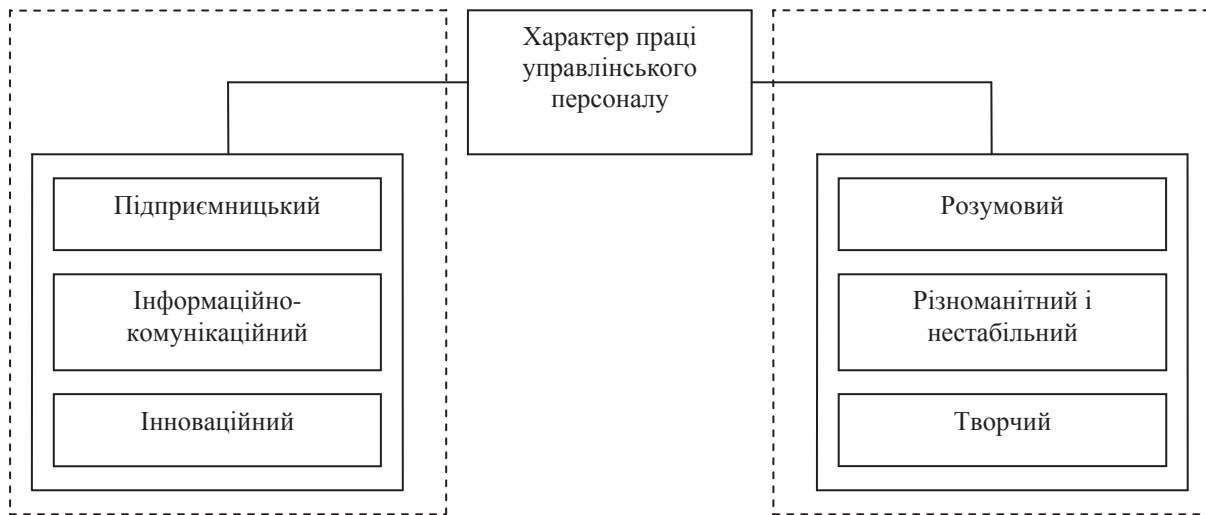 Характер праці
управлінського
персоналу
Підприємницький
Інформаційно-
комунікаційний
Інноваційний
Розумовий
Різноманітний і
нестабільний
Творчий